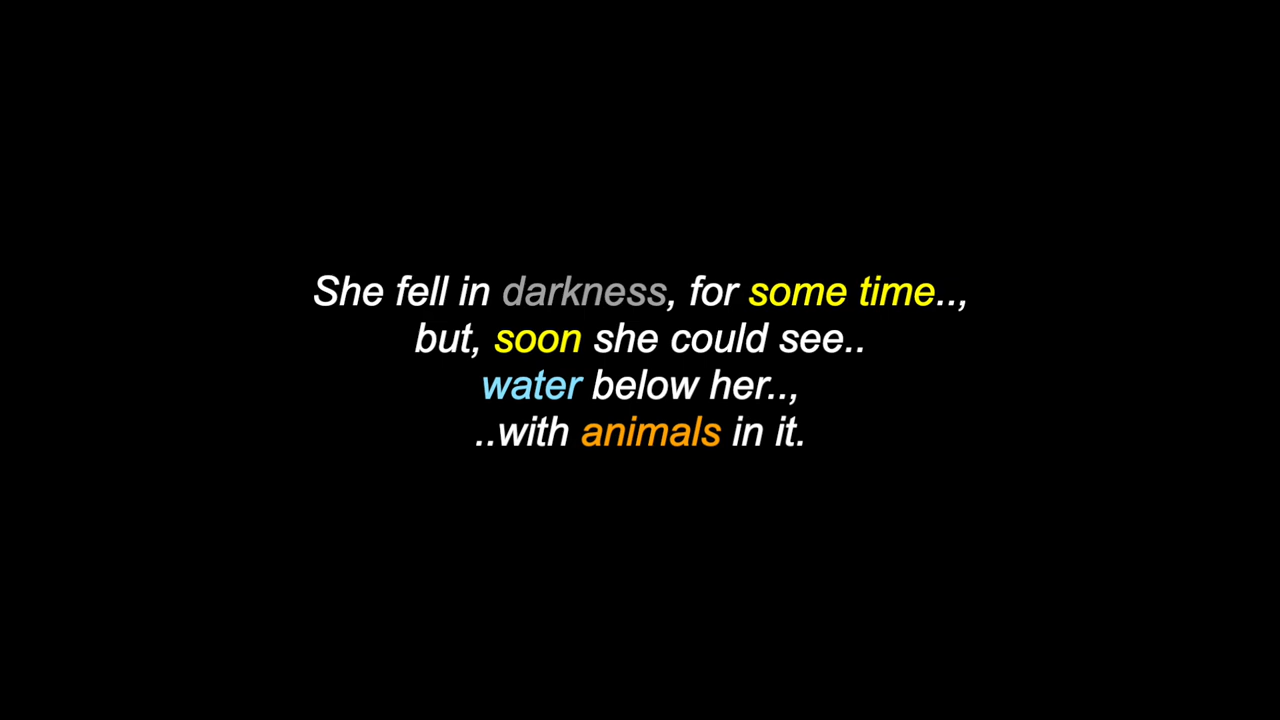 She fell in darkness, for some time..,
but, soon she could see..
water below her..,
..with animals in it.